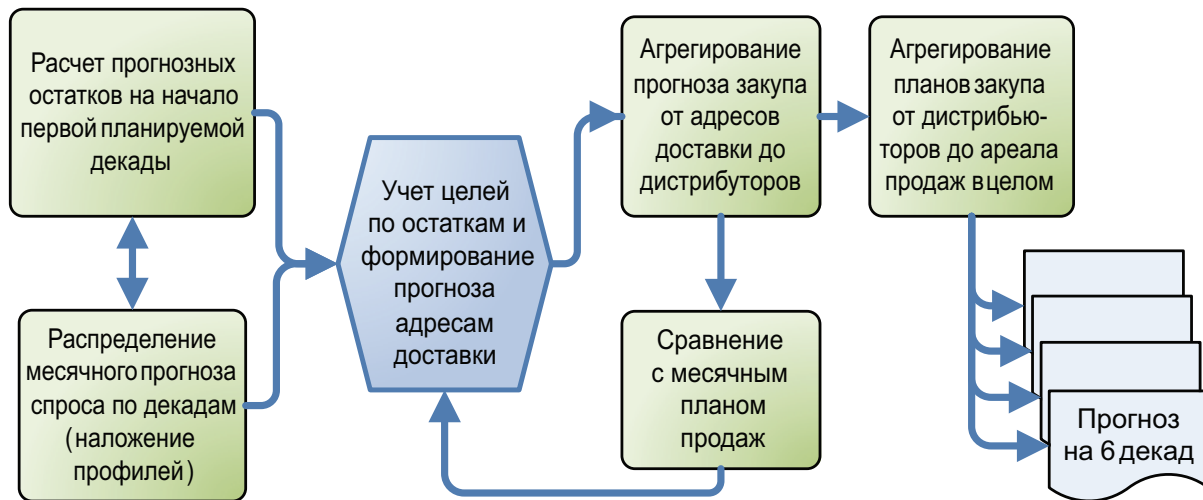 Расчет прогнозных
остатков на начало
первой планируемой
декады
Распределение
месячного прогноза
спроса по декадам
(наложение
профилей)
Учет целей
по остаткам и
формирование
прогноза
адресам
доставки
Агрегирование
прогноза закупа
от адресов
доставки до
дистрибуторов
Сравнение
с месячным
планом
продаж
Агрегирование
планов закупа
от дистрибью-
торов до ареала
продаж в целом
Прогноз
на 6 декад